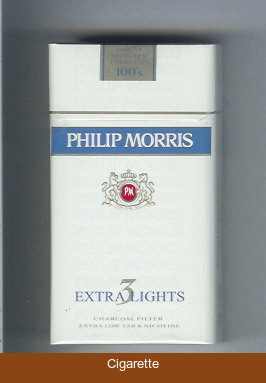 100's
PHILIP MORRIS
PM
3
EXTRA LIGHTS
CHARCOAL FILTER
EXTRA LOW TAR & NICOTINE
Cigarette